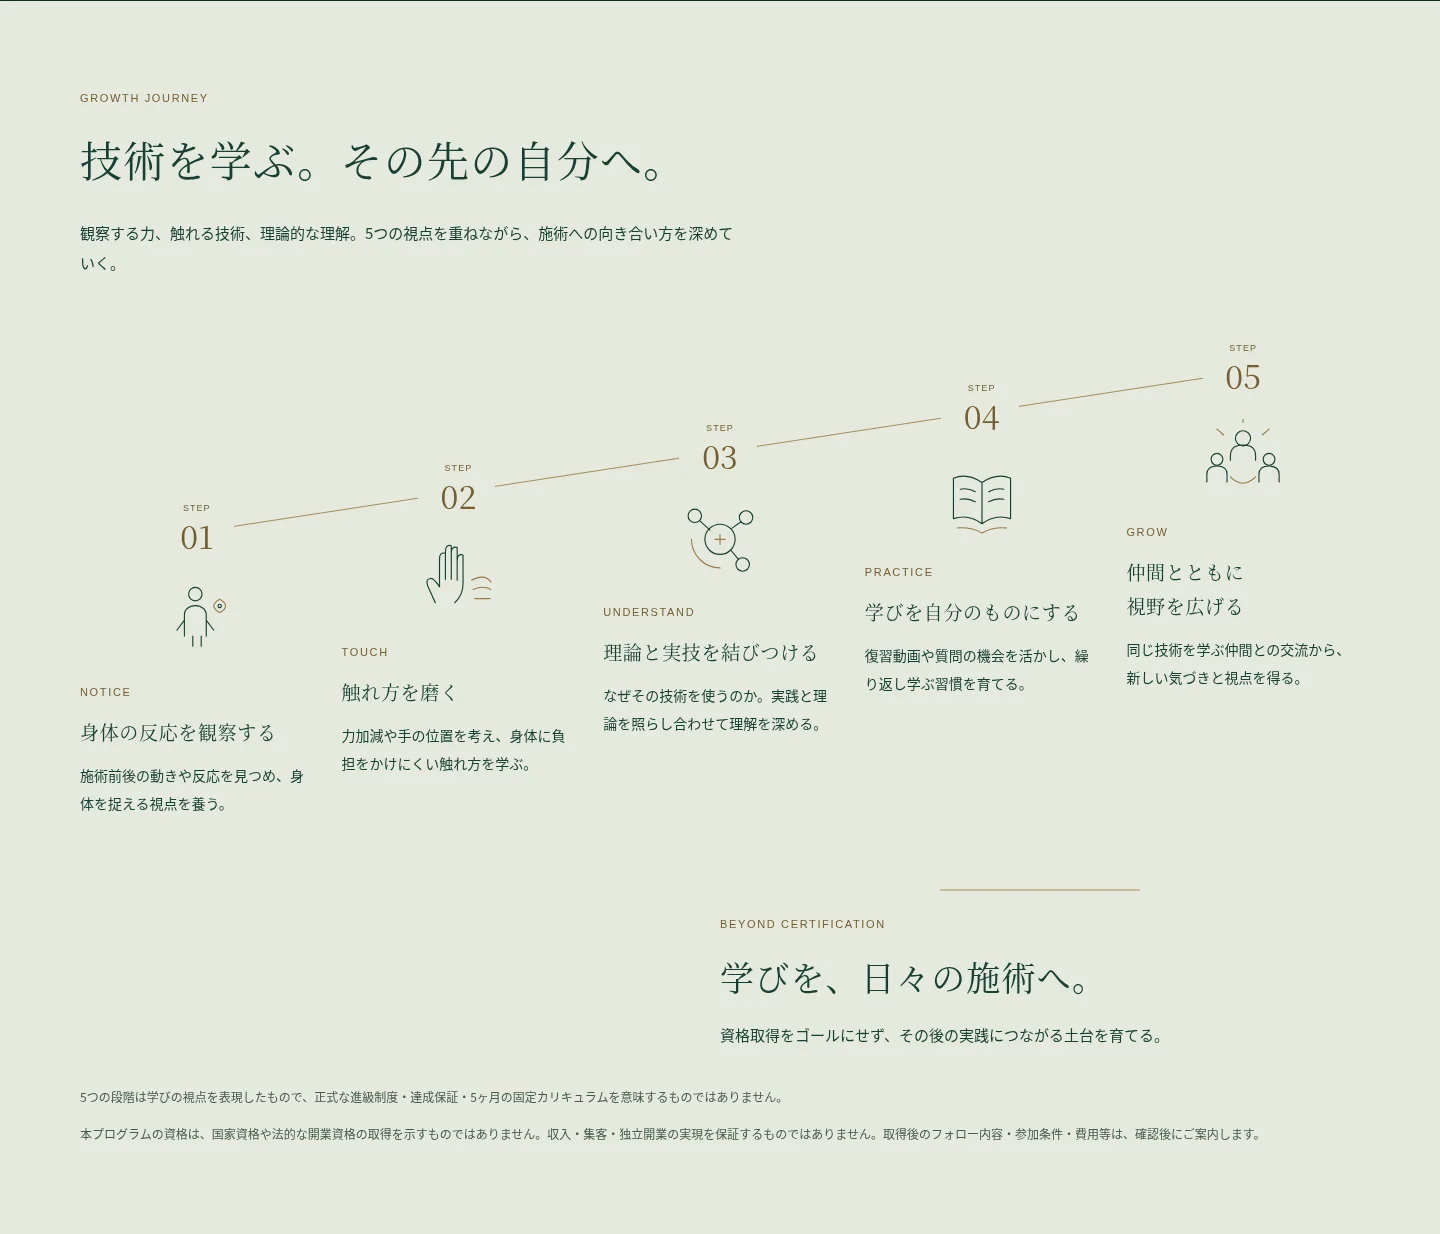 GROWTH JOURNEY
技術を学ぶ。その先の自分へ。
観察する力、触れる技術、理論的な理解。5つの視点を重ねながら、施術への向き合い方を深めて
いく。
STEP
01
NOTICE
身体の反応を観察する
施術前後の動きや反応を見つめ、身
体を捉える視点を養う。
STEP
02
TOUCH
触れ方を磨く
力加減や手の位置を考え、身体に負
担をかけにくい触れ方を学ぶ。
STEP
03
UNDERSTAND
理論と実技を結びつける
なぜその技術を使うのか。実践と理
論を照らし合わせて理解を深める。
STEP
04
PRACTICE
学びを自分のものにする
復習動画や質問の機会を活かし、繰
り返し学ぶ習慣を育てる。
STEP
05
GROW
仲間とともに
視野を広げる
同じ技術を学ぶ仲間との交流から、
新しい気づきと視点を得る。
BEYOND CERTIFICATION
学びを、日々の施術へ。
資格取得をゴールにせず、その後の実践につながる土台を育てる。
5つの段階は学びの視点を表現したもので、正式な進級制度・達成保証・5ヶ月の固定カリキュラムを意味するものではありません。
本プログラムの資格は、国家資格や法的な開業資格の取得を示すものではありません。収入・集客・独立開業の実現を保証するものではありません。取得後のフォロー内容・参加条件・費用等は、確認後にご案内します。